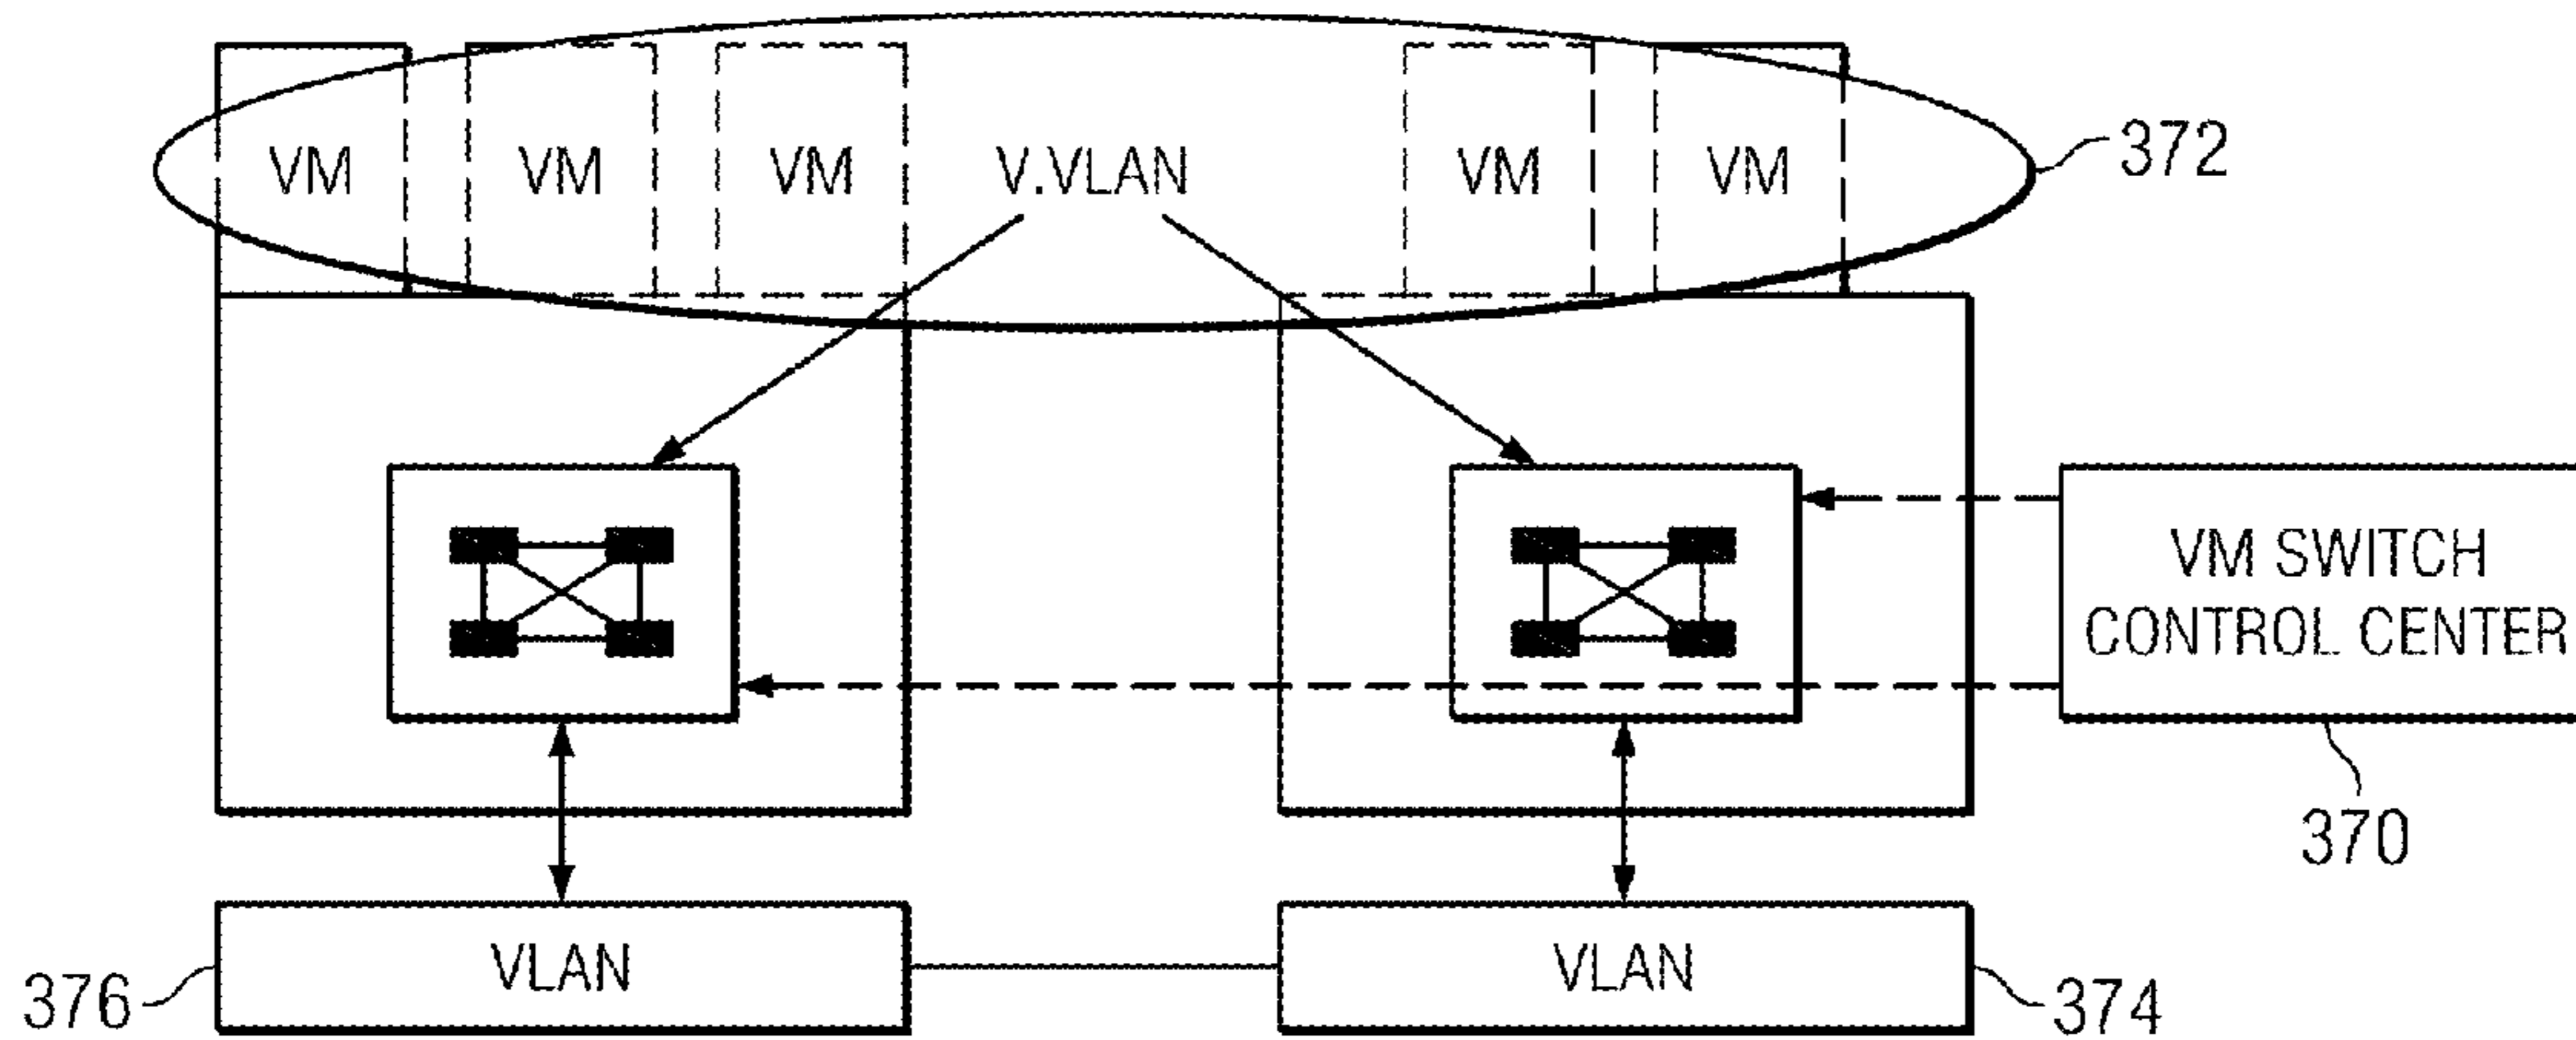 VM VM VM V.VLAN VM VM
372
VM SWITCH
CONTROL CENTER
370
VLAN VLAN
376 374